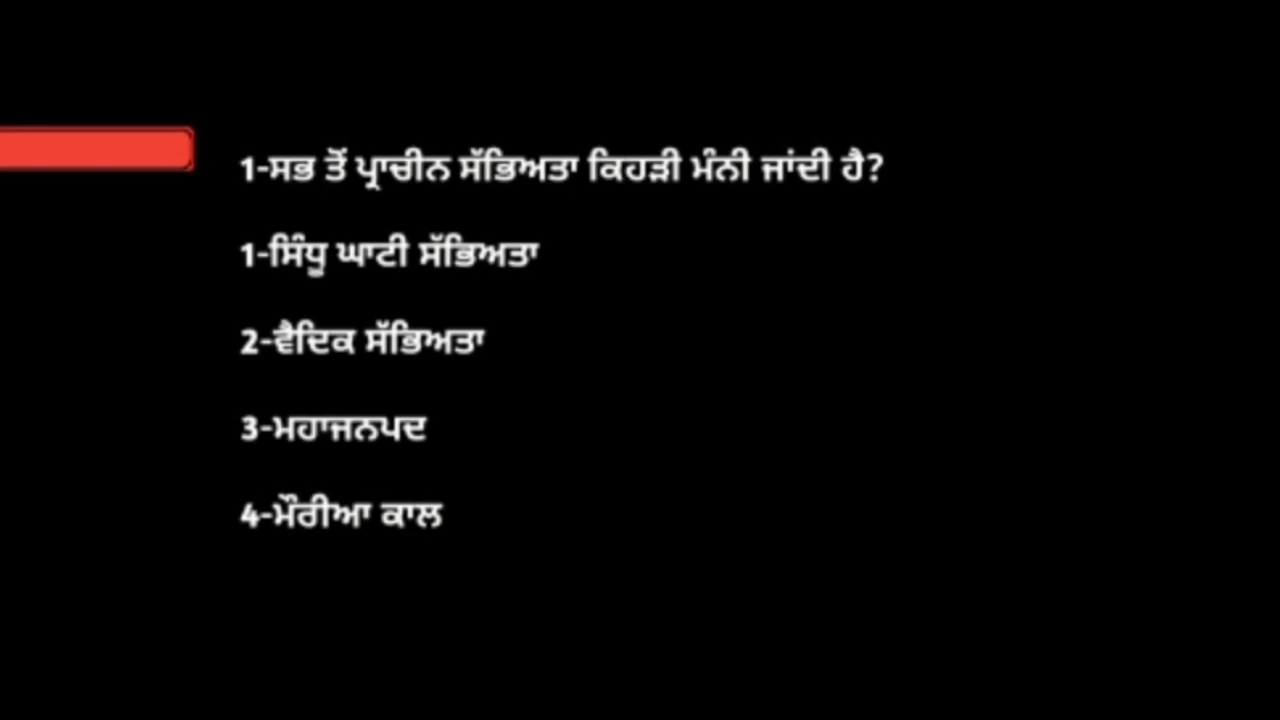 1-ਸਭ ਤੋਂ ਪ੍ਰਾਚੀਨ ਸੱਭਿਅਤਾ ਕਿਹੜੀ ਮੰਨੀ ਜਾਂਦੀ ਹੈ?
1-ਸਿੰਧੂ ਘਾਟੀ ਸੱਭਿਅਤਾ
2-ਵੈਦਿਕ ਸੱਭਿਅਤਾ
3-ਮਹਾਜਨਪਦ
4-ਮੌਰੀਆ ਕਾਲ